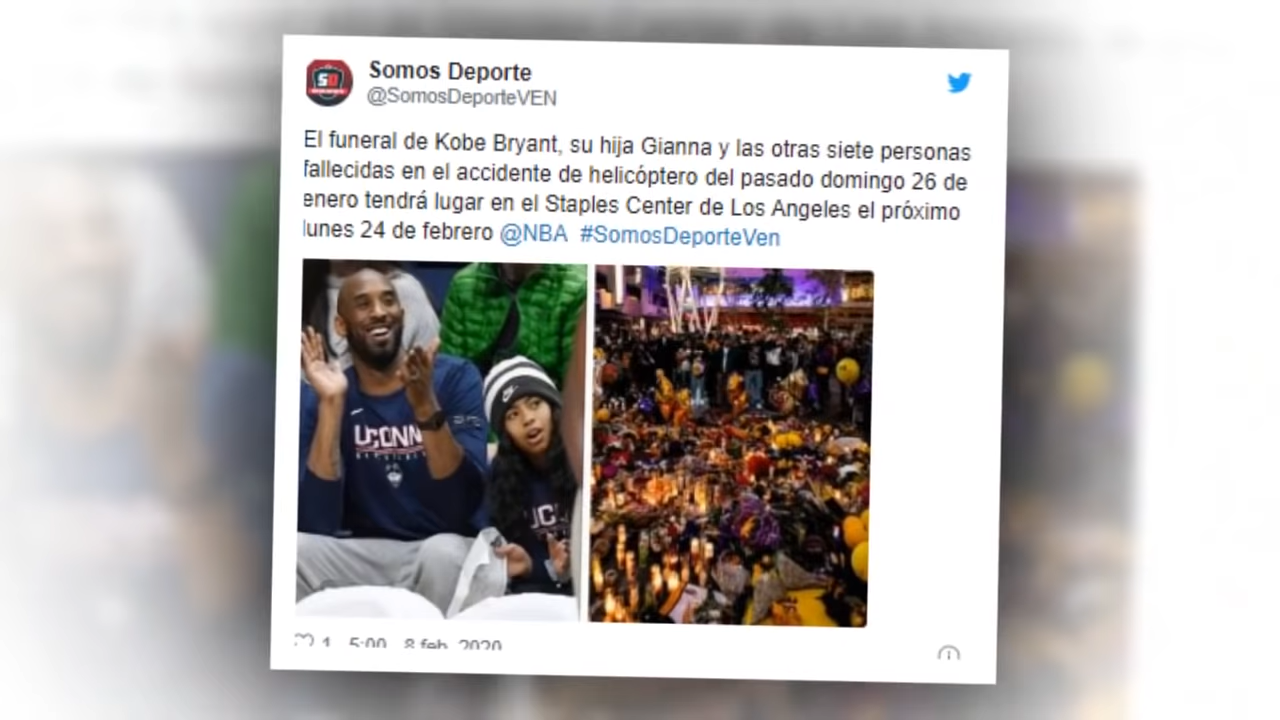 Somos Deporte
@SomosDeporteVEN
El funeral de Kobe Bryant, su hija Gianna y las otras siete personas
fallecidas en el accidente de helicóptero del pasado domingo 26 de
enero tendrá lugar en el Staples Center de Los Angeles el próximo
lunes 24 de febrero @NBA #SomosDeporteVen
UCONN
UC
1 5:00 8 feb. 2020